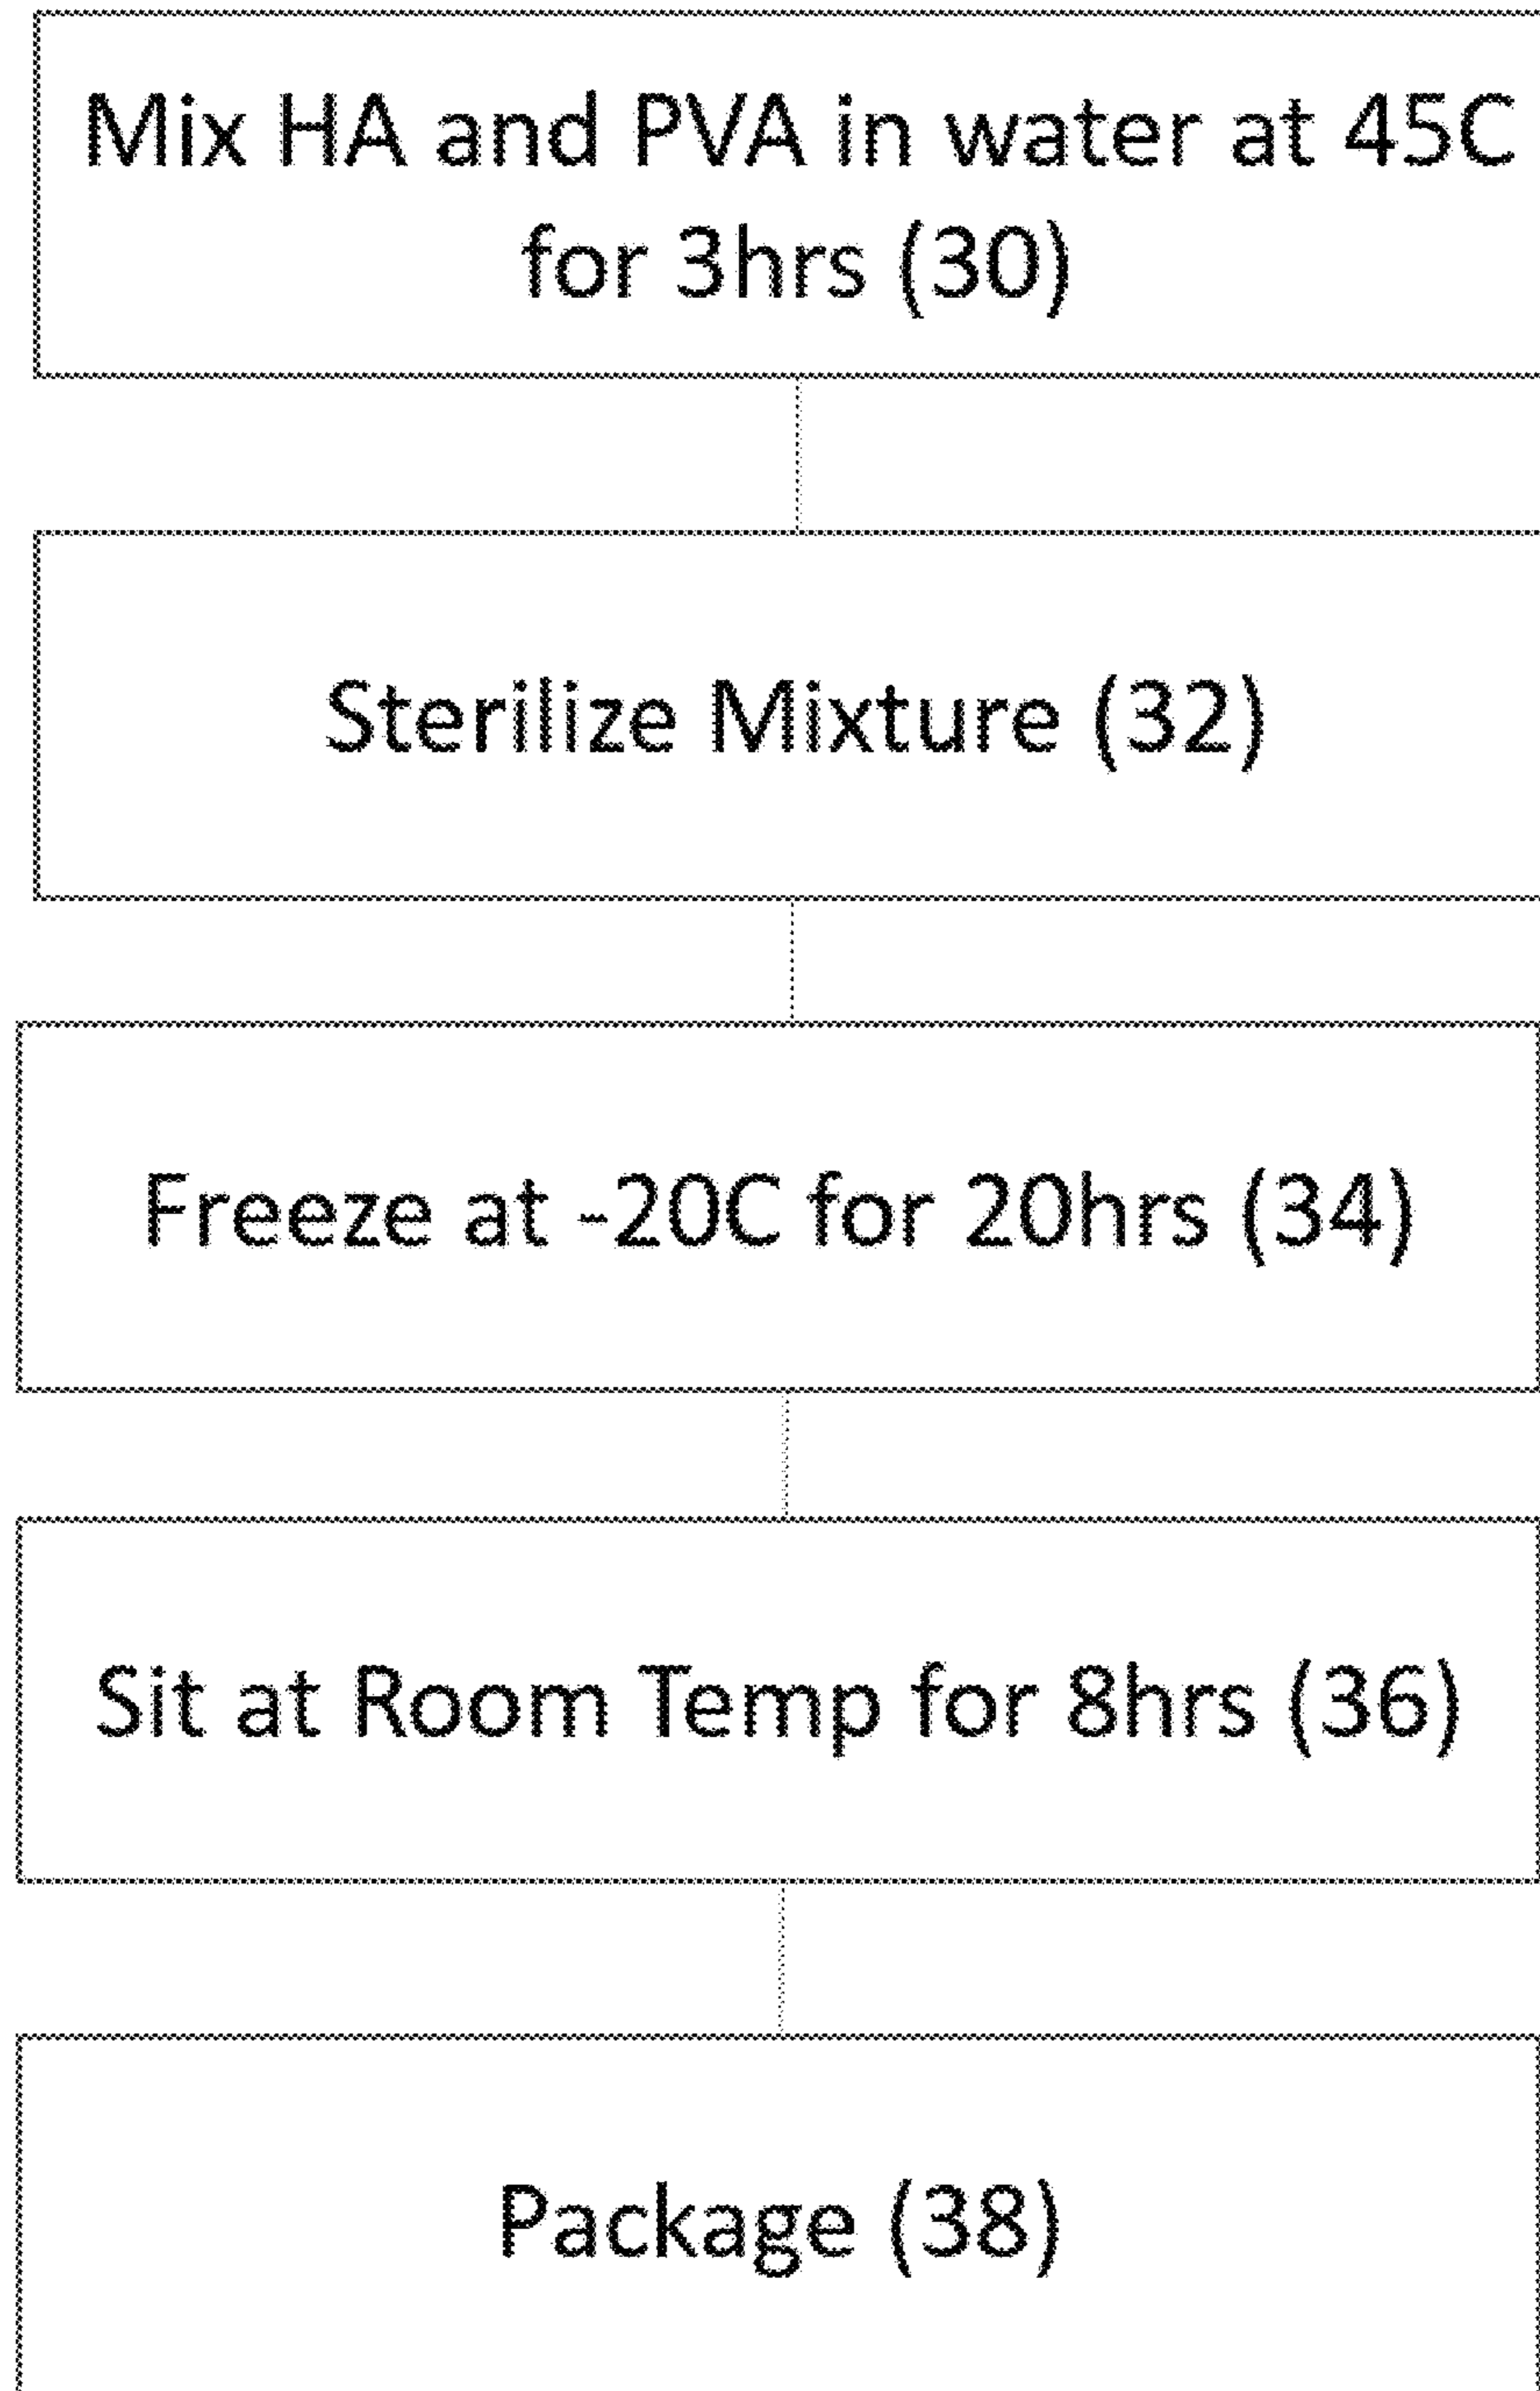 Mix HA and PVA in water at 45C
for 3hrs (30)
Sterilize Mixture (32)
Freeze at -20C for 20hrs (34)
Sit at Room Temp for 8hrs (36)
Package (38)